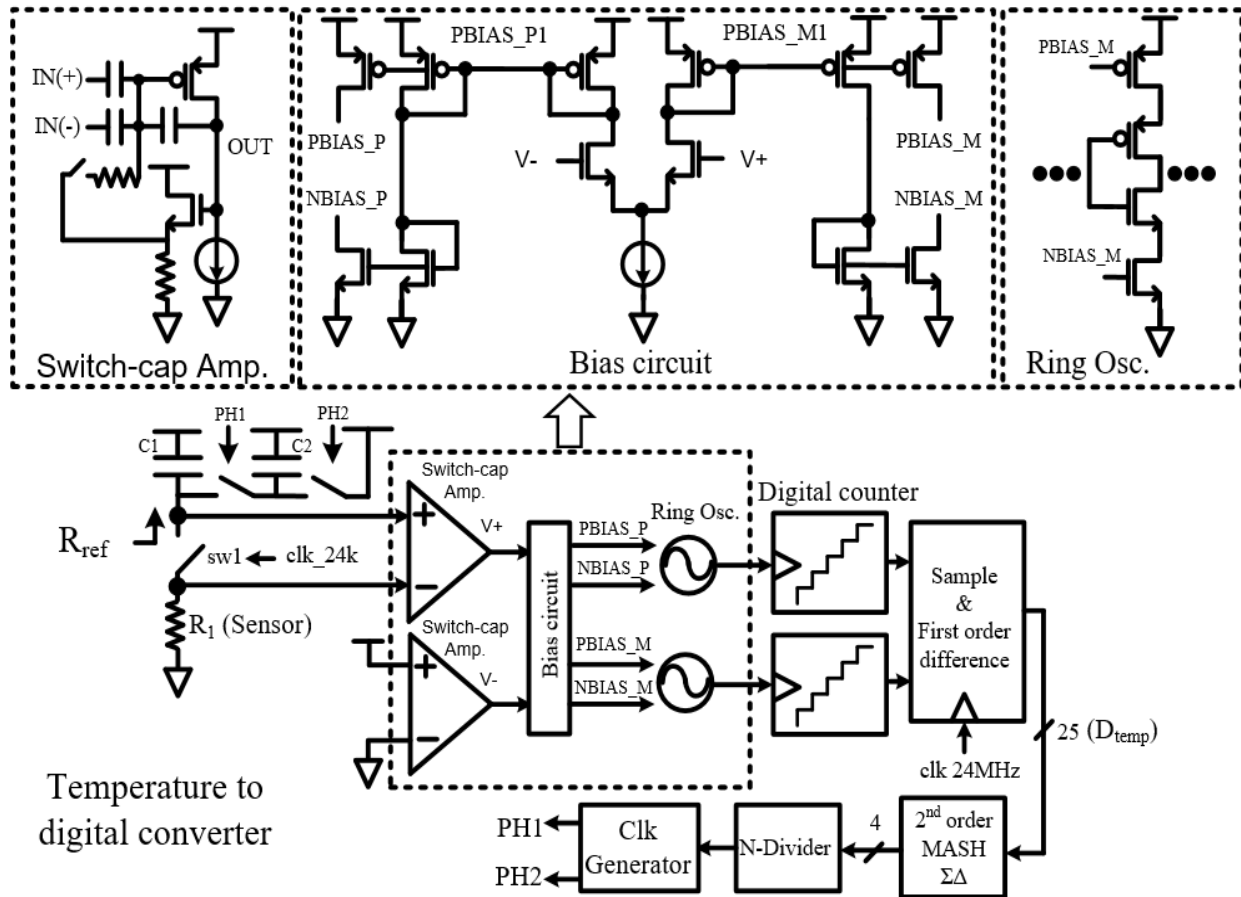 IN(+)
IN(-)
OUT
Switch-cap Amp.
PBIAS_P1
PBIAS_M1
PBIAS_P
PBIAS_M
V-
V+
NBIAS_P
NBIAS_M
Bias circuit
PBIAS_M
NBIAS_M
Ring Osc.
PH1
PH2
C1
C2
Rref
sw1
clk_24k
R1 (Sensor)
Switch-cap
Amp.
V+
Switch-cap
Amp.
V-
Bias circuit
PBIAS_P
NBIAS_P
PBIAS_M
NBIAS_M
Ring Osc.
Digital counter
Sample
&
First order
difference
clk 24MHz
25 (Dtemp)
Temperature to
digital converter
PH1
PH2
Clk
Generator
N-Divider
4
2nd order
MASH
ΣΔ